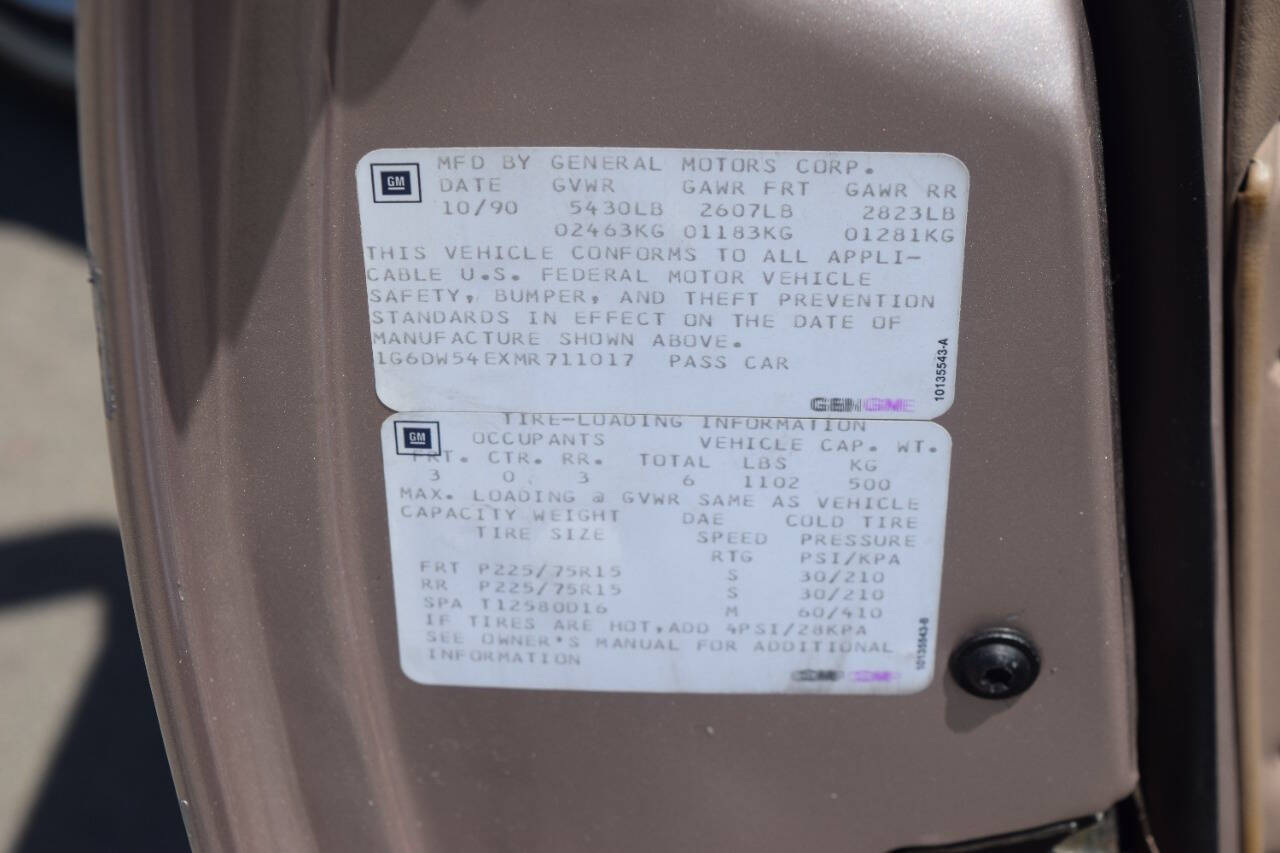 GM
MFD BY GENERAL MOTORS CORP.
DATE GVWR GAWR FRT GAWR RR
10/90 5430LB 2607LB 2823LB
02463KG 01183KG 01281KG
THIS VEHICLE CONFORMS TO ALL APPLI-
CABLE U.S. FEDERAL MOTOR VEHICLE
SAFETY, BUMPER, AND THEFT PREVENTION
STANDARDS IN EFFECT ON THE DATE OF
MANUFACTURE SHOWN ABOVE.
1G6DW54EXMR711017 PASS CAR
10135543-A
GM
TIRE-LOADING INFORMATION
OCCUPANTS VEHICLE CAP. WT.
FRT. CTR. RR. TOTAL LBS KG
3 0 3 6 1102 500
MAX. LOADING @ GVWR SAME AS VEHICLE
CAPACITY WEIGHT DAE COLD TIRE
TIRE SIZE SPEED PRESSURE
RTG PSI/KPA
FRT P225/75R15 S 30/210
RR P225/75R15 S 30/210
SPA T12580D16 M 60/410
IF TIRES ARE HOT,ADD 4PSI/28KPA
SEE OWNER'S MANUAL FOR ADDITIONAL
INFORMATION
10135543-B